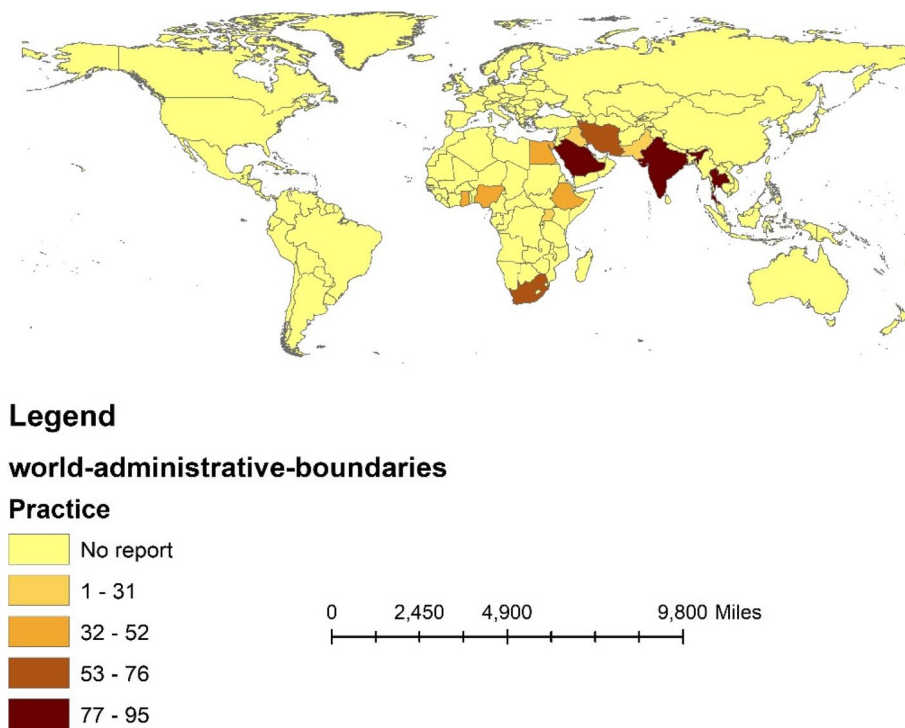 Legend
world-administrative-boundaries
Practice
No report
1 - 31
32 - 52
53 - 76
77 - 95
0 2,450 4,900 9,800 Miles